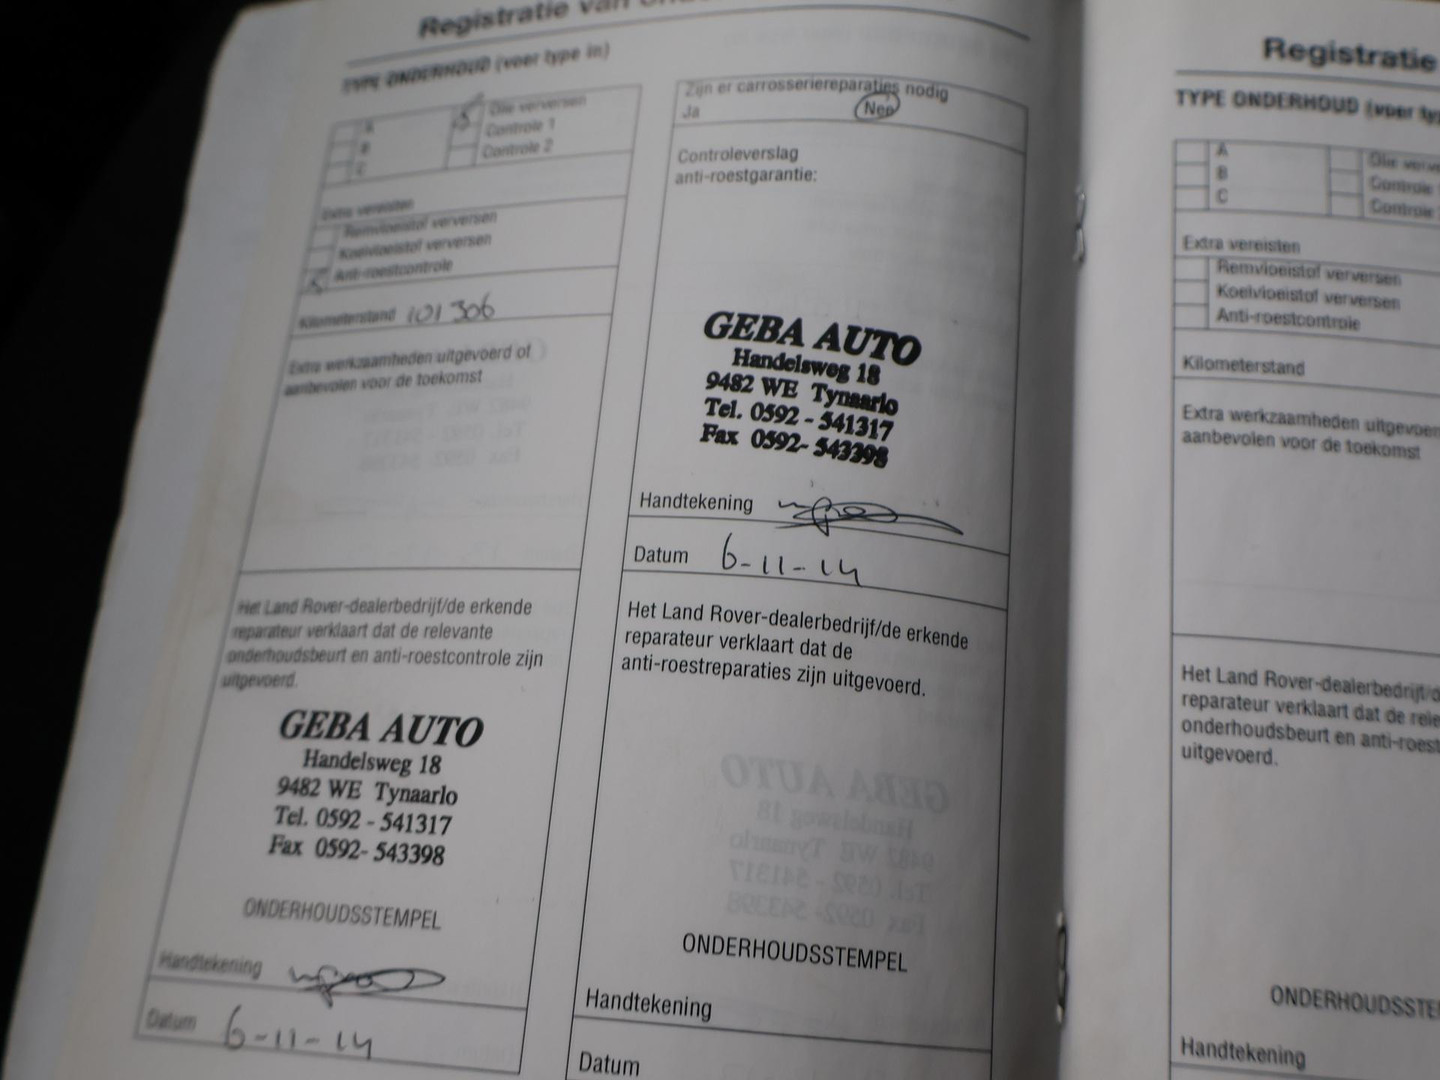 Registratie van
TYPE ONDERHOUD (voer type in)
A
B
C
Olie verversen
Controle 1
Controle 2
Extra vereisten
Remvloeistof verversen
Koelvloeistof verversen
Anti-roestcontrole
Kilometerstand 101 306
Extra werkzaamheden uitgevoerd of
aanbevolen voor de toekomst
Het Land Rover-dealerbedrijf/de erkende
reparateur verklaart dat de relevante
onderhoudsbeurt en anti-roestcontrole zijn
uitgevoerd.
GEBA AUTO
Handelsweg 18
9482 WE Tynaarlo
Tel. 0592 - 541317
Fax 0592- 543398
ONDERHOUDSSTEMPEL
Handtekening
Datum 6-11-14
Zijn er carrosseriereparaties nodig
Ja Nee
Controleverslag
anti-roestgarantie:
GEBA AUTO
Handelsweg 18
9482 WE Tynaarlo
Tel. 0592 - 541317
Fax 0592- 543398
Handtekening
Datum 6-11-14
Het Land Rover-dealerbedrijf/de erkende
reparateur verklaart dat de
anti-roestreparaties zijn uitgevoerd.
ONDERHOUDSSTEMPEL
Handtekening
Datum
Registratie
TYPE ONDERHOUD (voer
A
B
C
Olie
Controle
Controle
Extra vereisten
Remvloeistof verversen
Koelvloeistof verversen
Anti-roestcontrole
Kilometerstand
Extra werkzaamheden uitgevoer
aanbevolen voor de toekomst
Het Land Rover-dealerbedrijf/d
reparateur verklaart dat de rele
onderhoudsbeurt en anti-roest
uitgevoerd.
ONDERHOUDSSTE
Handtekening